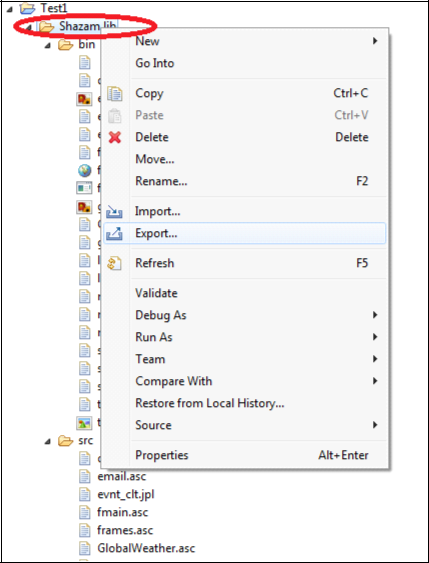 Test1
Shazam.lib
bin
New
Go Into
Copy Ctrl+C
Paste Ctrl+V
Delete Delete
Move...
Rename... F2
Import...
Export...
Refresh F5
Validate
Debug As
Run As
Team
Compare With
Restore from Local History...
Source
Properties Alt+Enter
src
email.asc
evnt_clt.jpl
fmain.asc
frames.asc
GlobalWeather.asc